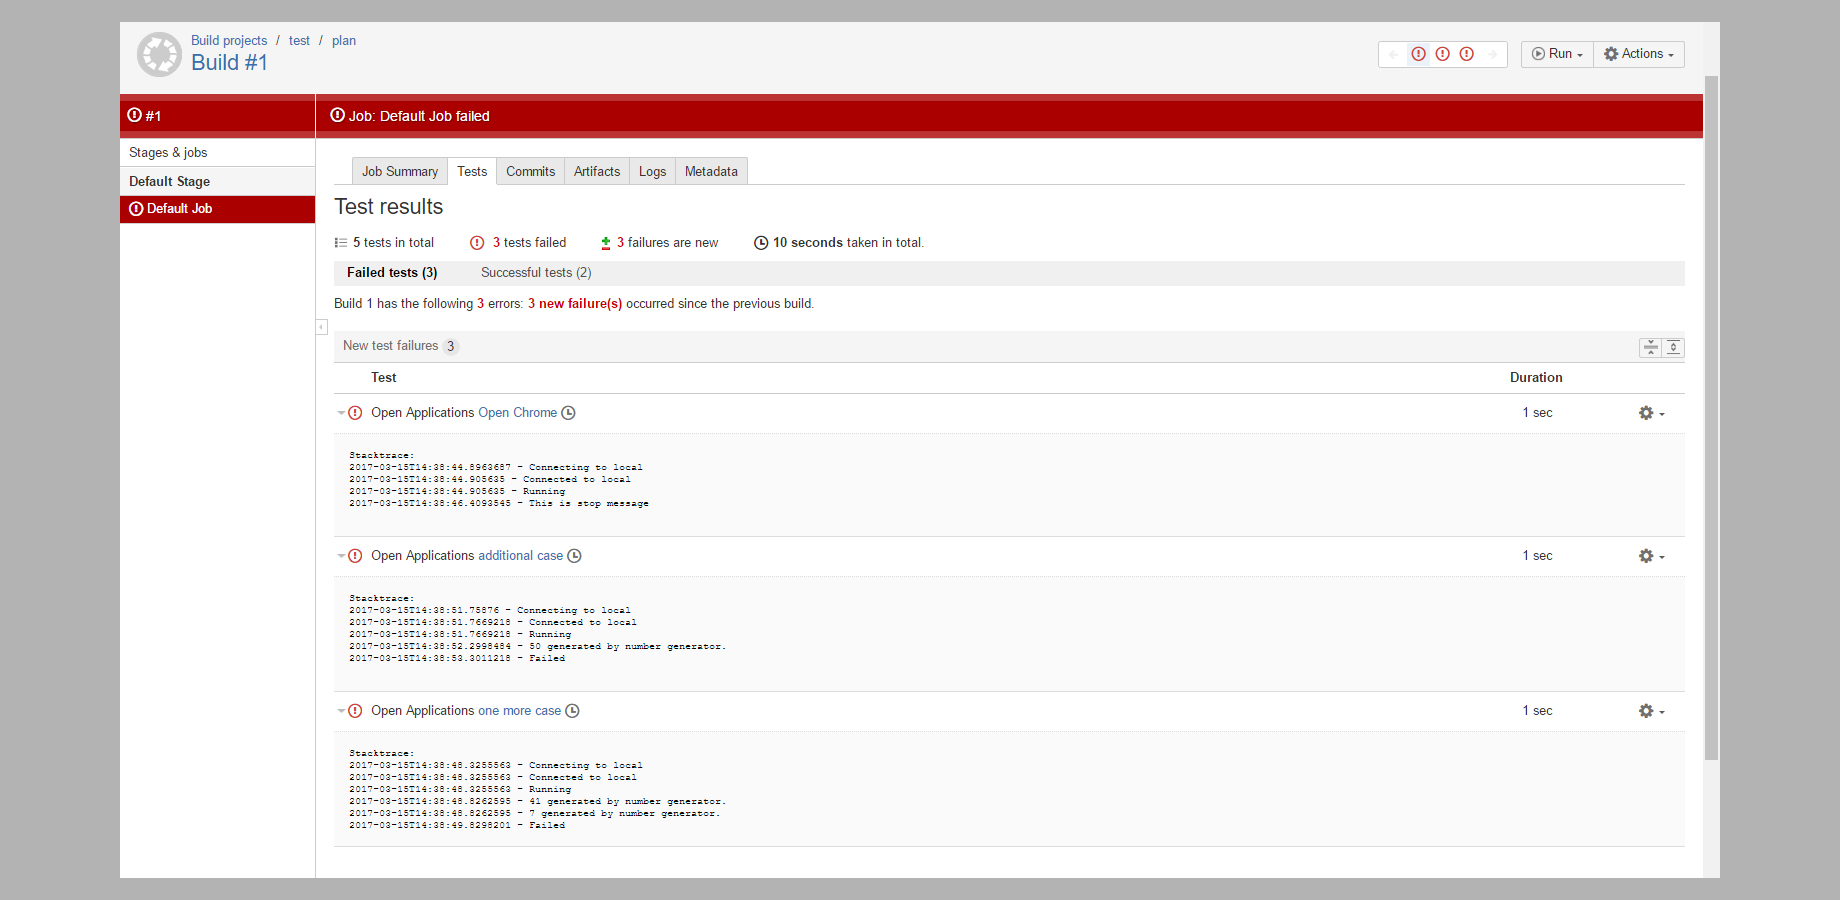 Build projects / test / plan
Build #1
Run
Actions
#1
Job: Default Job failed
Stages & jobs
Default Stage
Default Job
Job Summary
Tests
Commits
Artifacts
Logs
Metadata
Test results
5 tests in total
3 tests failed
3 failures are new
10 seconds taken in total.
Failed tests (3)
Successful tests (2)
Build 1 has the following 3 errors: 3 new failure(s) occurred since the previous build.
New test failures 3
Test
Duration
Open Applications Open Chrome
1 sec
Stacktrace:
2017-03-15T14:38:44.8963687 - Connecting to local
2017-03-15T14:38:44.905635 - Connected to local
2017-03-15T14:38:44.905635 - Running
2017-03-15T14:38:46.4093545 - This is stop message
Open Applications additional case
1 sec
Stacktrace:
2017-03-15T14:38:51.75876 - Connecting to local
2017-03-15T14:38:51.7669218 - Connected to local
2017-03-15T14:38:51.7669218 - Running
2017-03-15T14:38:52.2998484 - 50 generated by number generator.
2017-03-15T14:38:53.3011218 - Failed
Open Applications one more case
1 sec
Stacktrace:
2017-03-15T14:38:48.3255563 - Connecting to local
2017-03-15T14:38:48.3255563 - Connected to local
2017-03-15T14:38:48.3255563 - Running
2017-03-15T14:38:48.8262595 - 41 generated by number generator.
2017-03-15T14:38:48.8262595 - 7 generated by number generator.
2017-03-15T14:38:49.8298201 - Failed